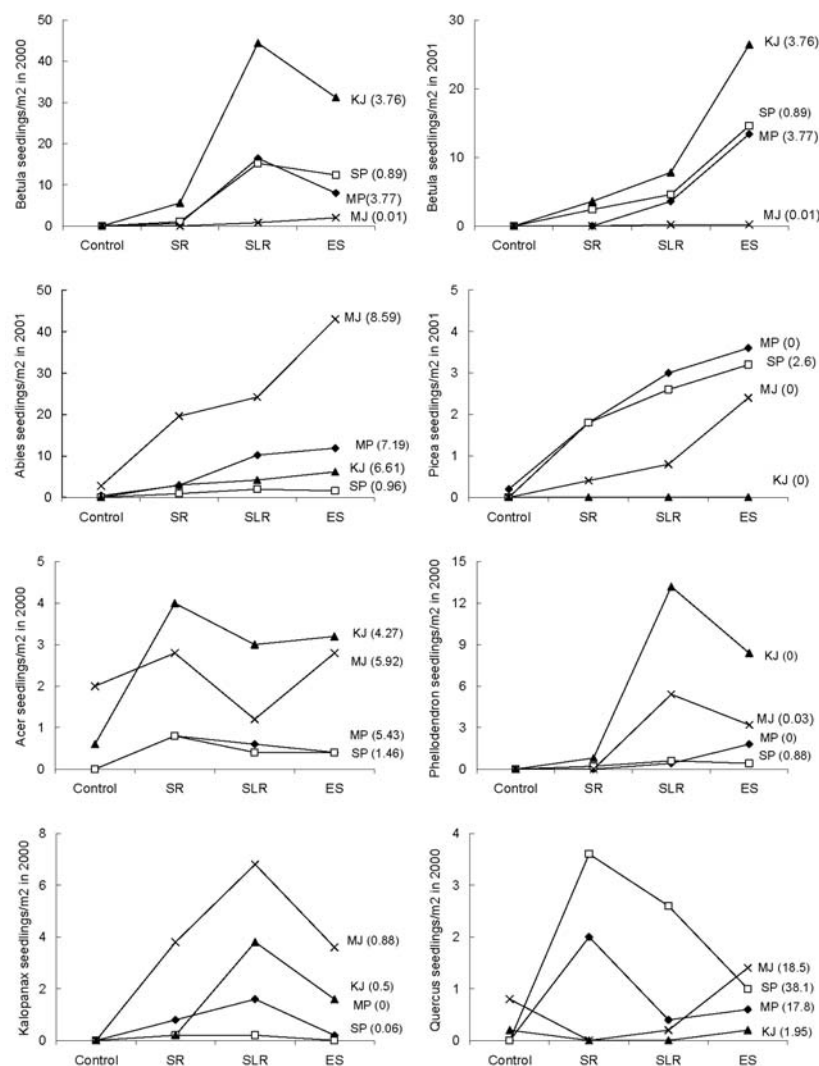 Betula seedlings/m2 in 2000
50
40
30
20
10
0
KJ (3.76)
SP (0.89)
MP(3.77)
MJ (0.01)
Control SR SLR ES
Betula seedlings/m2 in 2001
30
20
10
0
KJ (3.76)
SP (0.89)
MP (3.77)
MJ (0.01)
Control SR SLR ES
Abies seedlings/m2 in 2001
50
40
30
20
10
0
MJ (8.59)
MP (7.19)
KJ (6.61)
SP (0.96)
Control SR SLR ES
Picea seedlings/m2 in 2001
5
4
3
2
1
0
MP (0)
SP (2.6)
MJ (0)
KJ (0)
Control SR SLR ES
Acer seedlings/m2 in 2000
5
4
3
2
1
0
KJ (4.27)
MJ (5.92)
MP (5.43)
SP (1.46)
Control SR SLR ES
Phellodendron seedlings/m2 in 2000
15
12
9
6
3
0
KJ (0)
MJ (0.03)
MP (0)
SP (0.88)
Control SR SLR ES
Kalopanax seedlings/m2 in 2000
8
6
4
2
0
MJ (0.88)
KJ (0.5)
MP (0)
SP (0.06)
Control SR SLR ES
Quercus seedlings/m2 in 2000
4
3
2
1
0
MJ (18.5)
SP (38.1)
MP (17.8)
KJ (1.95)
Control SR SLR ES